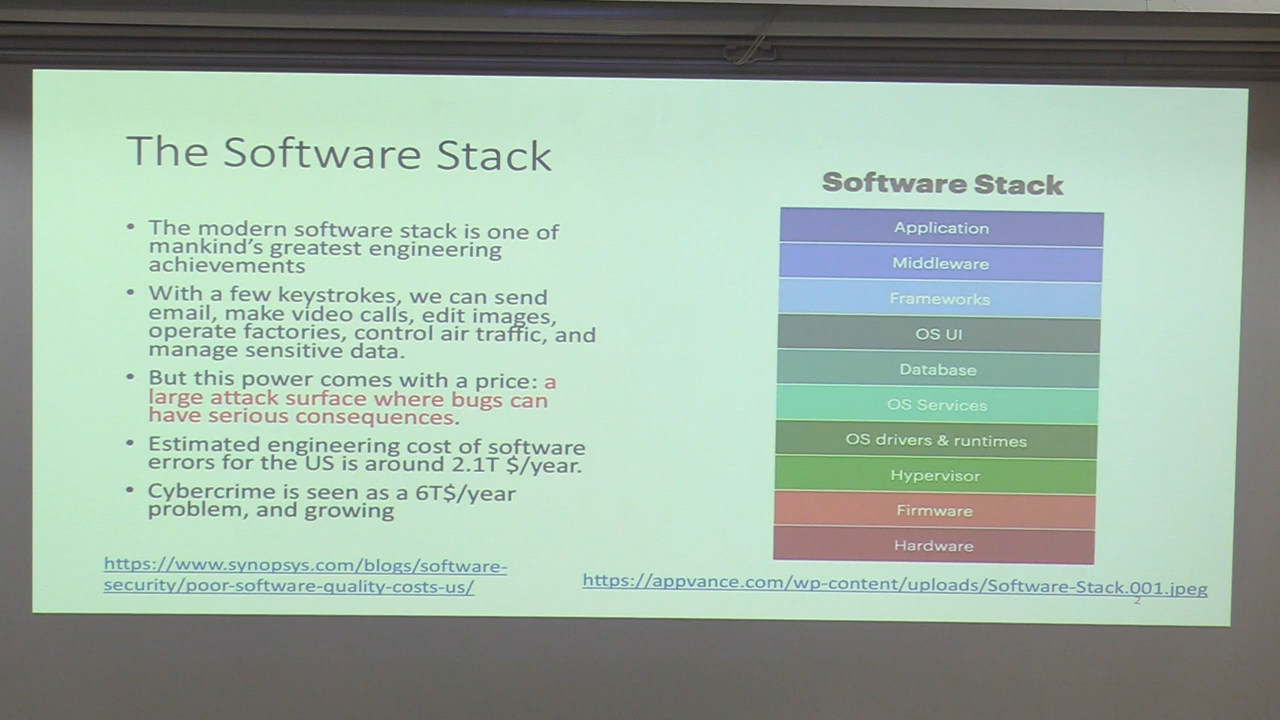 The Software Stack
• The modern software stack is one of
mankind's greatest engineering
achievements
• With a few keystrokes, we can send
email, make video calls, edit images,
operate factories, control air traffic, and
manage sensitive data.
• But this power comes with a price: a
large attack surface where bugs can
have serious consequences.
• Estimated engineering cost of software
errors for the US is around 2.1T $/year.
• Cybercrime is seen as a 6T$/year
problem, and growing
https://www.synopsys.com/blogs/software-
security/poor-software-quality-costs-us/
Software Stack
Application
Middleware
Frameworks
OS UI
Database
OS Services
OS drivers & runtimes
Hypervisor
Firmware
Hardware
https://appvance.com/wp-content/uploads/Software-Stack.001.jpeg
2